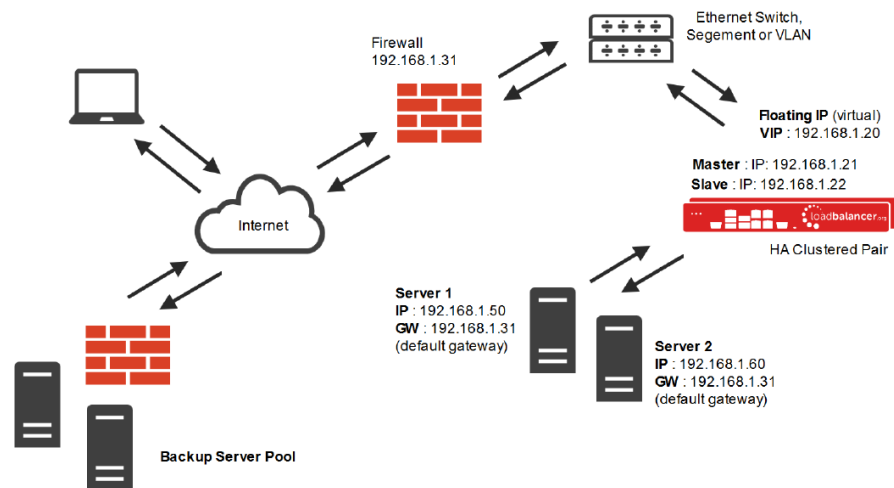 Ethernet Switch,
Segement or VLAN
Firewall
192.168.1.31
Floating IP (virtual)
VIP : 192.168.1.20
Master : IP: 192.168.1.21
Slave : IP: 192.168.1.22
loadbalancer.org
HA Clustered Pair
Internet
Server 1
IP : 192.168.1.50
GW : 192.168.1.31
(default gateway)
Server 2
IP : 192.168.1.60
GW : 192.168.1.31
(default gateway)
Backup Server Pool